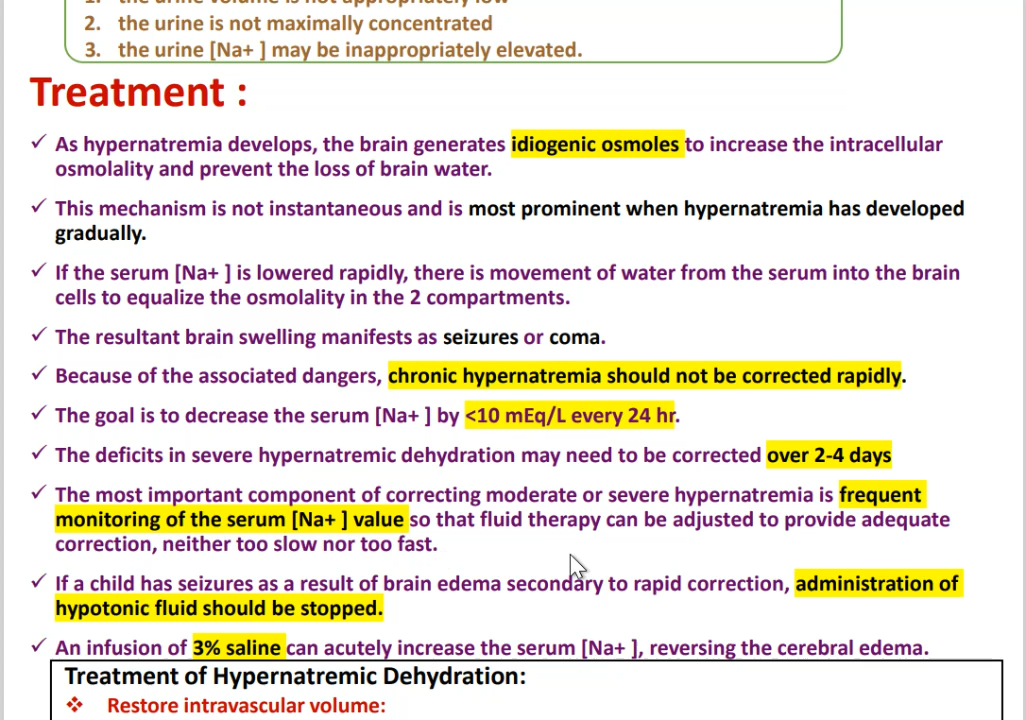 1. the urine volume is not appropriately low
2. the urine is not maximally concentrated
3. the urine [Na+ ] may be inappropriately elevated.
Treatment :
✓ As hypernatremia develops, the brain generates idiogenic osmoles to increase the intracellular
osmolality and prevent the loss of brain water.
✓ This mechanism is not instantaneous and is most prominent when hypernatremia has developed
gradually.
✓ If the serum [Na+ ] is lowered rapidly, there is movement of water from the serum into the brain
cells to equalize the osmolality in the 2 compartments.
✓ The resultant brain swelling manifests as seizures or coma.
✓ Because of the associated dangers, chronic hypernatremia should not be corrected rapidly.
✓ The goal is to decrease the serum [Na+ ] by <10 mEq/L every 24 hr.
✓ The deficits in severe hypernatremic dehydration may need to be corrected over 2-4 days
✓ The most important component of correcting moderate or severe hypernatremia is frequent
monitoring of the serum [Na+ ] value so that fluid therapy can be adjusted to provide adequate
correction, neither too slow nor too fast.
✓ If a child has seizures as a result of brain edema secondary to rapid correction, administration of
hypotonic fluid should be stopped.
✓ An infusion of 3% saline can acutely increase the serum [Na+ ], reversing the cerebral edema.
Treatment of Hypernatremic Dehydration:
❖ Restore intravascular volume: